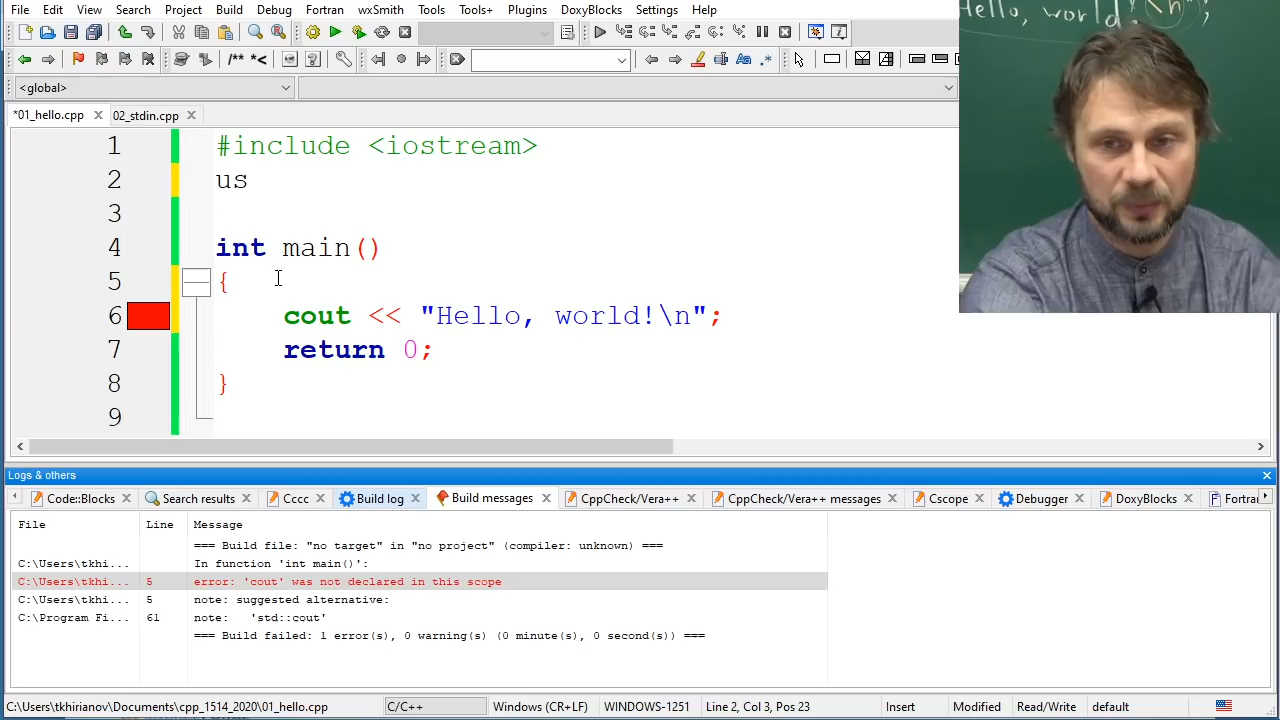 File Edit View Search Project Build Debug Fortran wxSmith Tools Tools+ Plugins DoxyBlocks Settings Help
Hello, world! \n";
/** *<
<global>
*01_hello.cpp 02_stdin.cpp
1 #include <iostream>
2 us
3
4 int main()
5 {
6 cout << "Hello, world!\n";
7 return 0;
8 }
9
Logs & others
Code::Blocks Search results Cccc Build log Build messages CppCheck/Vera++ CppCheck/Vera++ messages Cscope Debugger DoxyBlocks Fortra
File Line Message
=== Build file: "no target" in "no project" (compiler: unknown) ===
C:\Users\tkhi... In function 'int main()':
C:\Users\tkhi... 5 error: 'cout' was not declared in this scope
C:\Users\tkhi... 5 note: suggested alternative:
C:\Program Fi... 61 note: 'std::cout'
=== Build failed: 1 error(s), 0 warning(s) (0 minute(s), 0 second(s)) ===
C:\Users\tkhirianov\Documents\cpp_1514_2020\01_hello.cpp C/C++ Windows (CR+LF) WINDOWS-1251 Line 2, Col 3, Pos 23 Insert Modified Read/Write default